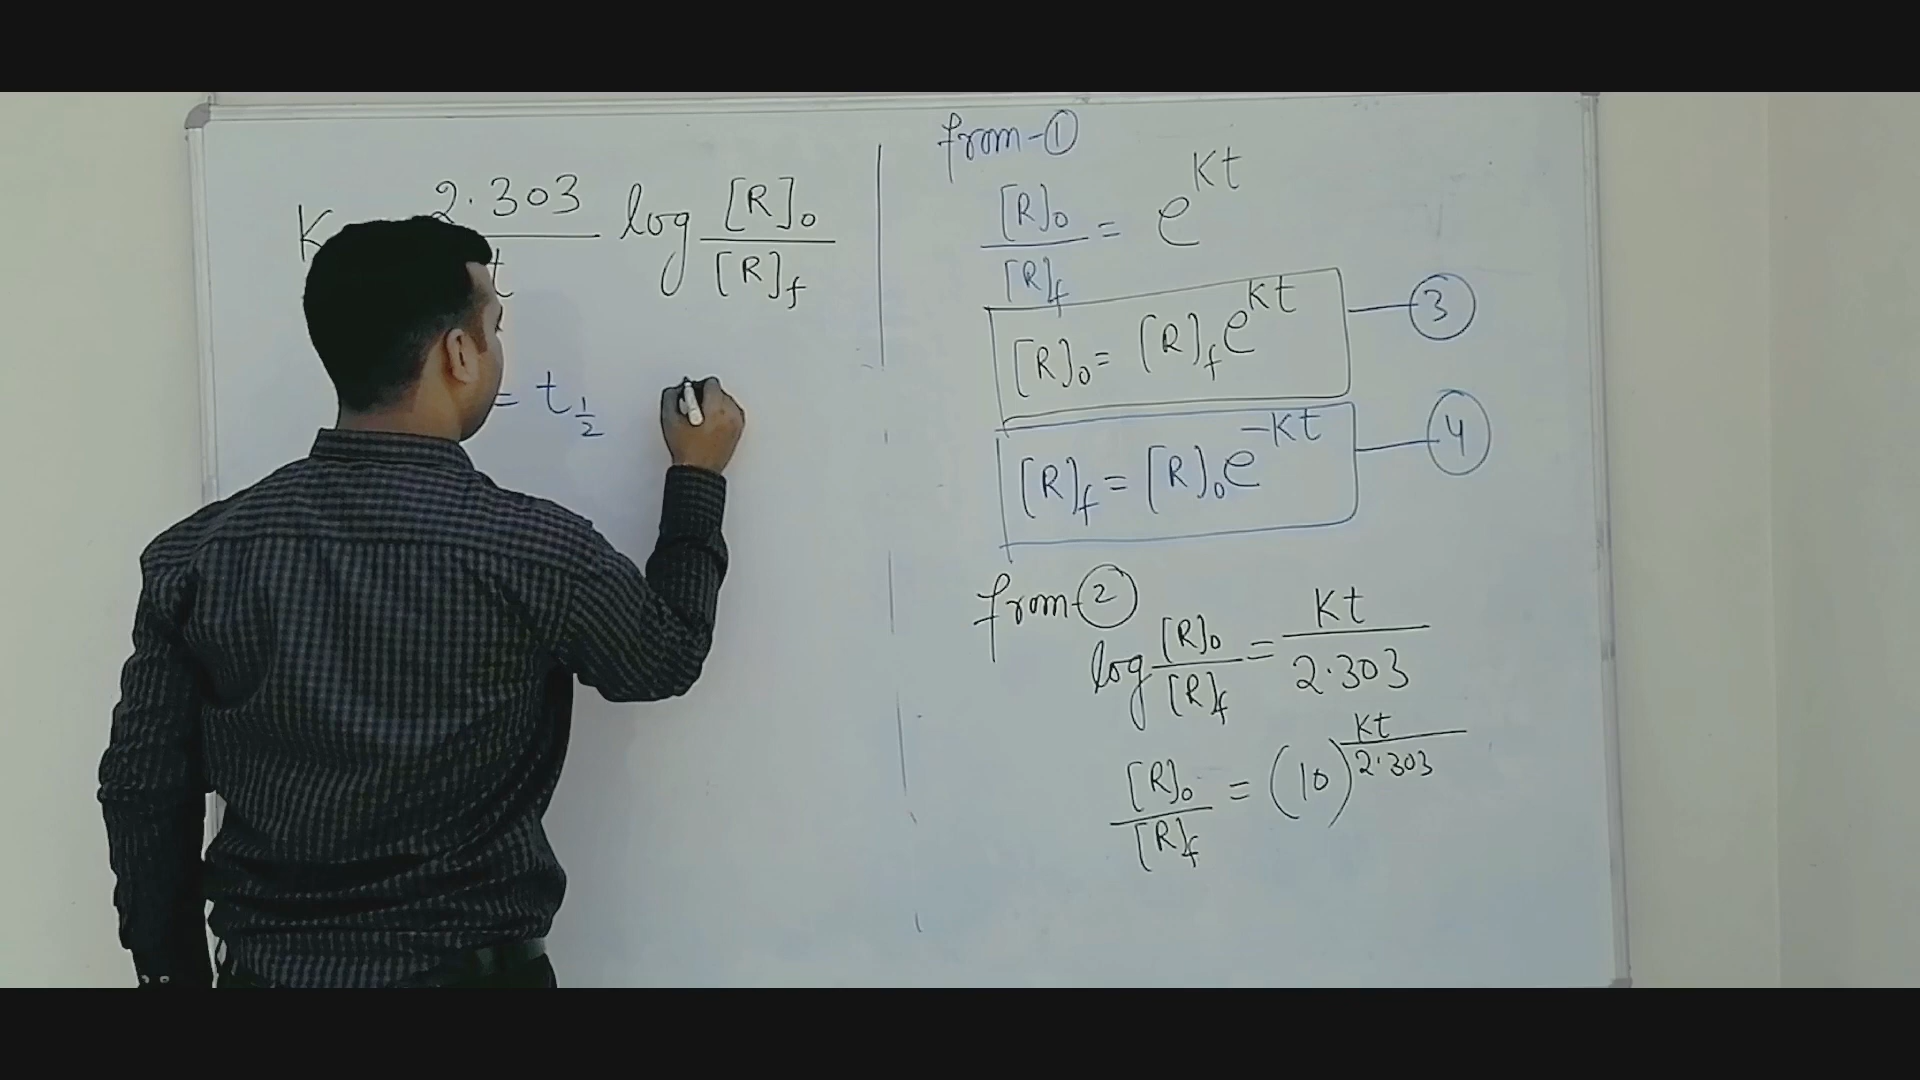 K 2.303 / t log [R]₀ / [R]f
= t 1/2
from-①
[R]₀ / [R]f = e^Kt
[R]₀ = [R]f e^Kt — ③
[R]f = [R]₀ e^-Kt — ④
from-②
log [R]₀ / [R]f = Kt / 2.303
[R]₀ / [R]f = (10)^Kt / 2.303